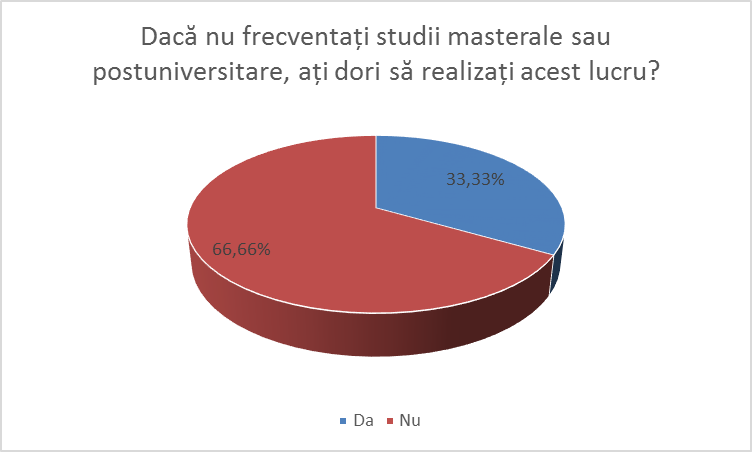 Dacă nu frecventați studii masterale sau
postuniversitare, ați dori să realizați acest lucru?
33,33%
66,66%
Da Nu